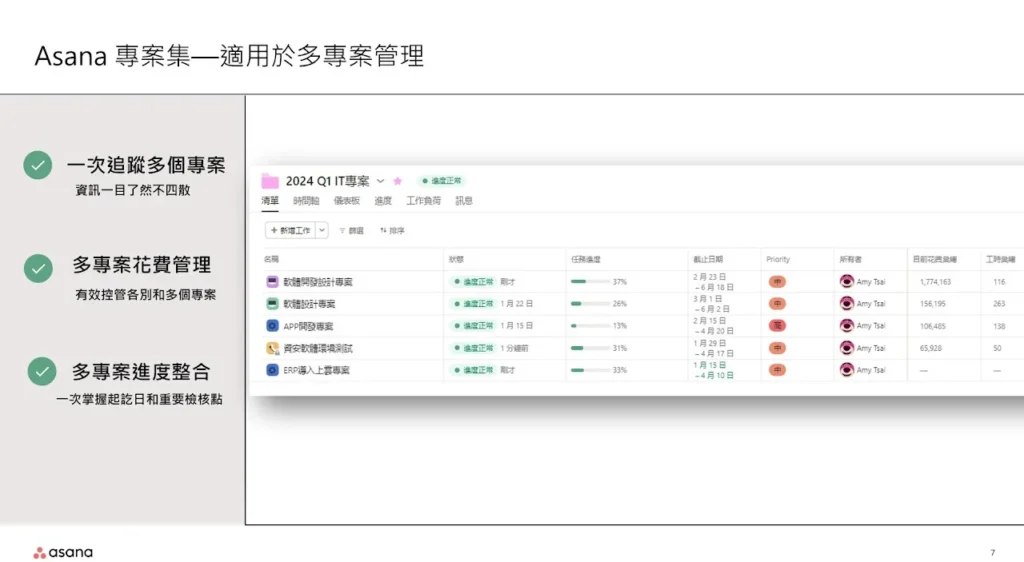 Asana 專案集—適用於多專案管理
一次追蹤多個專案
資訊一目了然不四散
多專案花費管理
有效控管各別和多個專案
多專案進度整合
一次掌握起訖日和重要檢核點
2024 Q1 IT專案
進度正常
清單 時間軸 儀表板 進度 工作負荷 訊息
+ 新增工作 篩選 排序
名稱 狀態 任務進度 截止日期 Priority 所有者 目前花費總額 工時總額
軟體開發設計專案 進度正常 剛才 37% 2 月 23 日 – 6 月 18 日 中 Amy Tsai 1,774,163 116
軟體設計專案 進度正常 1 月 22 日 26% 3 月 1 日 – 6 月 2 日 中 Amy Tsai 156,195 263
APP開發專案 進度正常 1 月 15 日 13% 2 月 15 日 – 4 月 20 日 高 Amy Tsai 106,485 138
資安軟體環境測試 進度正常 1 分鐘前 31% 1 月 29 日 – 4 月 17 日 中 Amy Tsai 65,928 50
ERP導入上雲專案 進度正常 剛才 33% 1 月 15 日 – 4 月 10 日 中 Amy Tsai — —
asana
7